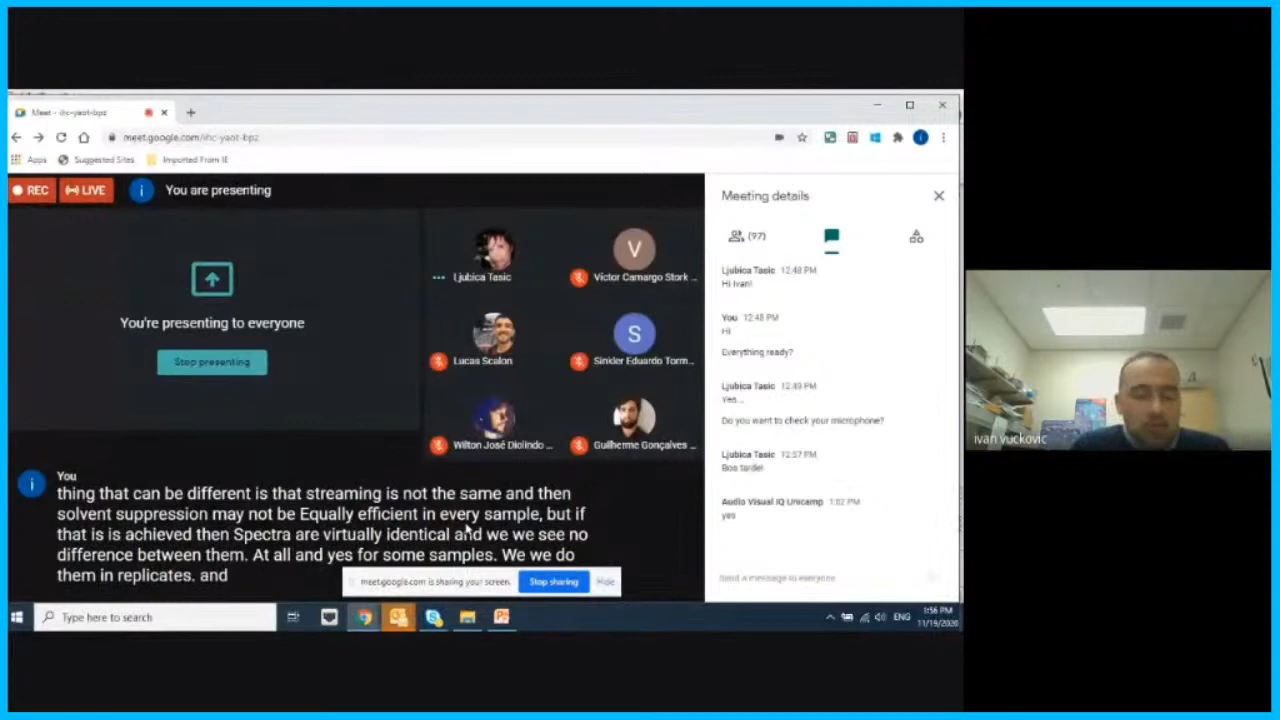 Meet - ihc-yaot-bpz
meet.google.com/ihc-yaot-bpz
Apps
Suggested Sites
Imported From IE
REC
LIVE
i
You are presenting
You're presenting to everyone
Stop presenting
Ljubica Tasic
V
Victor Camargo Stork ...
Lucas Scalon
S
Sinkler Eduardo Torm...
Wilton José Diolindo ...
Guilherme Gonçalves ...
i
You
thing that can be different is that streaming is not the same and then
solvent suppression may not be Equally efficient in every sample, but if
that is is achieved then Spectra are virtually identical and we we see no
difference between them. At all and yes for some samples. We we do
them in replicates. and
meet.google.com is sharing your screen.
Stop sharing
Hide
Meeting details
(97)
Ljubica Tasic 12:48 PM
Hi Ivan!
You 12:48 PM
Hi
Everything ready?
Ljubica Tasic 12:49 PM
Yes...
Do you want to check your microphone?
Ljubica Tasic 12:57 PM
Boa tarde!
Audio Visual IQ Unicamp 1:02 PM
yes
Send a message to everyone
Type here to search
ENG
1:56 PM
11/19/2020
ivan vuckovic